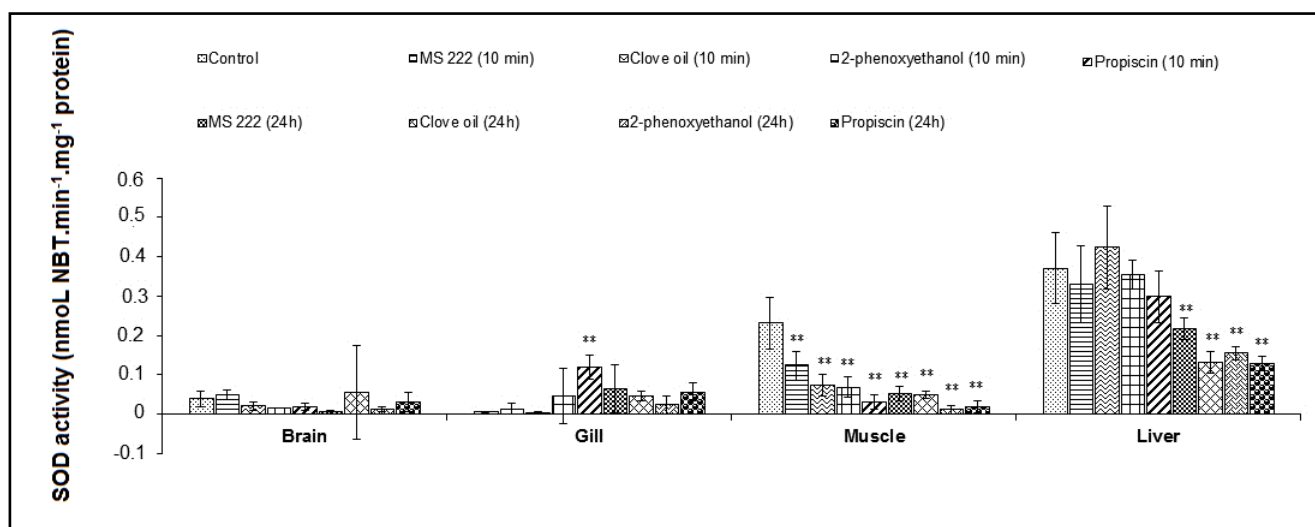 SOD activity (nmoL NBT.min⁻¹.mg⁻¹ protein)
Control MS 222 (10 min) Clove oil (10 min) 2-phenoxyethanol (10 min) Propiscin (10 min)
MS 222 (24h) Clove oil (24h) 2-phenoxyethanol (24h) Propiscin (24h)
0.6
0.5
0.4
0.3
0.2
0.1
0
-0.1
**
** ** ** ** ** ** ** **
** ** ** **
Brain Gill Muscle Liver